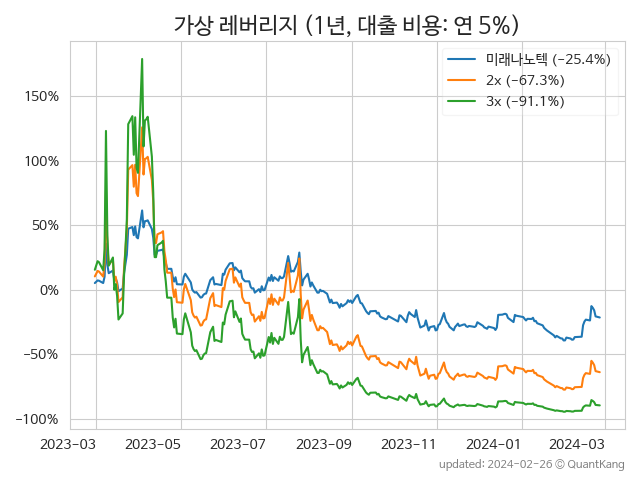 가상 레버리지 (1년, 대출 비용: 연 5%)
미래나노텍 (−25.4%)
2x (−67.3%)
3x (−91.1%)
150%
100%
50%
0%
−50%
−100%
2023-03 2023-05 2023-07 2023-09 2023-11 2024-01 2024-03
updated: 2024-02-26 © QuantKang